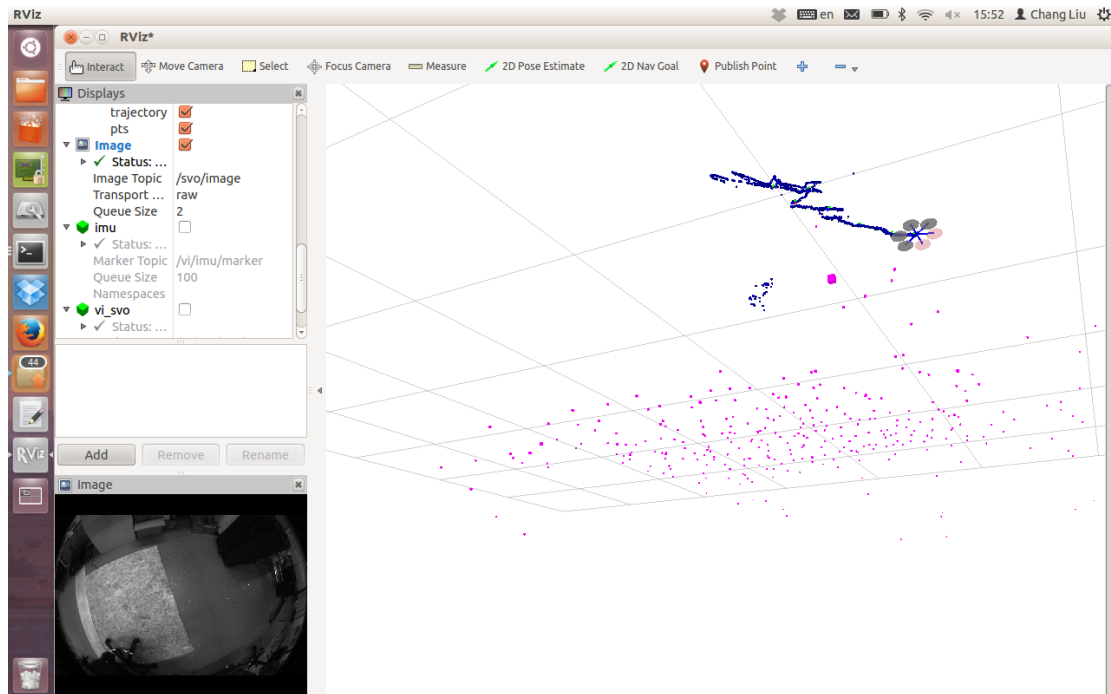 RViz
en
15:52
Chang Liu
RViz*
Interact
Move Camera
Select
Focus Camera
Measure
2D Pose Estimate
2D Nav Goal
Publish Point
Displays
trajectory
pts
Image
Status: ...
Image Topic /svo/image
Transport ... raw
Queue Size 2
imu
Status: ...
Marker Topic /vi/imu/marker
Queue Size 100
Namespaces
vi_svo
Status: ...
44
RViz
Add
Remove
Rename
Image